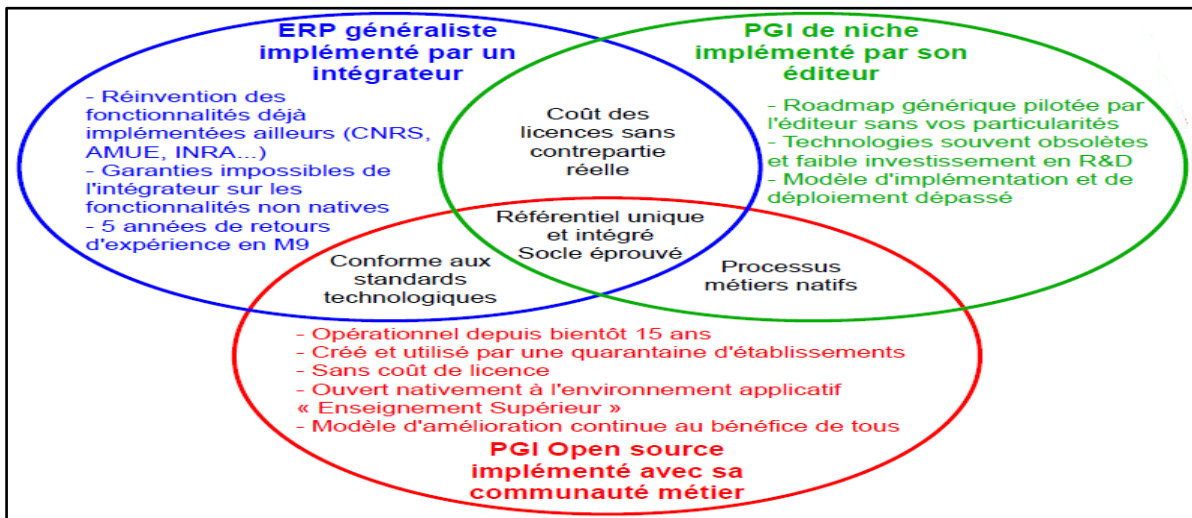 ERP généraliste
implémenté par un
intégrateur
- Réinvention des
fonctionnalités déjà
implémentées ailleurs (CNRS,
AMUE, INRA...)
- Garanties impossibles de
l'intégrateur sur les
fonctionnalités non natives
- 5 années de retours
d'expérience en M9
Coût des
licences sans
contrepartie
réelle
PGI de niche
implémenté par son
éditeur
- Roadmap générique pilotée par
l'éditeur sans vos particularités
- Technologies souvent obsolètes
et faible investissement en R&D
- Modèle d'implémentation et de
déploiement dépassé
Référentiel unique
et intégré
Socle éprouvé
Conforme aux
standards
technologiques
Processus
métiers natifs
- Opérationnel depuis bientôt 15 ans
- Créé et utilisé par une quarantaine d'établissements
- Sans coût de licence
- Ouvert nativement à l'environnement applicatif
« Enseignement Supérieur »
- Modèle d'amélioration continue au bénéfice de tous
PGI Open source
implémenté avec sa
communauté métier